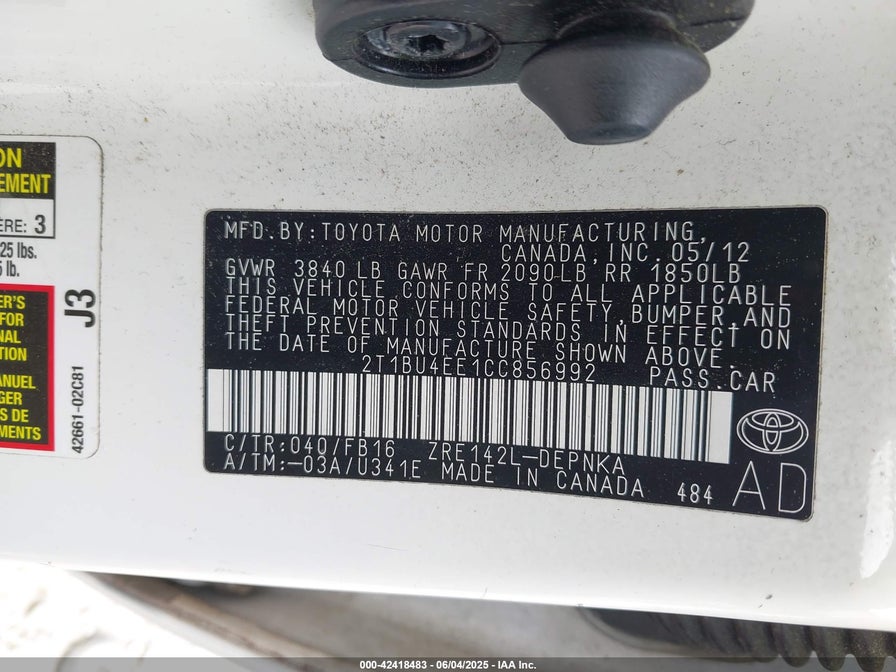 ON
EMENT
ÈRE: 3
25 lbs.
5 lb.
ER'S
FOR
NAL
TION
ANUEL
GER
S DE
MENTS
J3
42661-02C81
MFD.BY:TOYOTA MOTOR MANUFACTURING,
CANADA,INC.05/12
GVWR 3840 LB GAWR FR 2090LB RR 1850LB
THIS VEHICLE CONFORMS TO ALL APPLICABLE
FEDERAL MOTOR VEHICLE SAFETY, BUMPER AND
THEFT PREVENTION STANDARDS IN EFFECT ON
THE DATE OF MANUFACTURE SHOWN ABOVE.
2T1BU4EE1CC856992 PASS.CAR
C/TR:040/FB16 ZRE142L-DEPNKA
A/TM:-03A/U341E MADE IN CANADA 484
AD
000-42418483 - 06/04/2025 - IAA Inc.